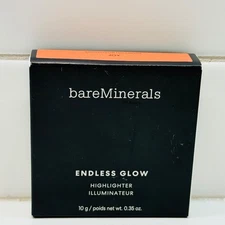 bareMinerals
ENDLESS GLOW
HIGHLIGHTER
ILLUMINATEUR
10 g / poids net wt. 0.35 oz.